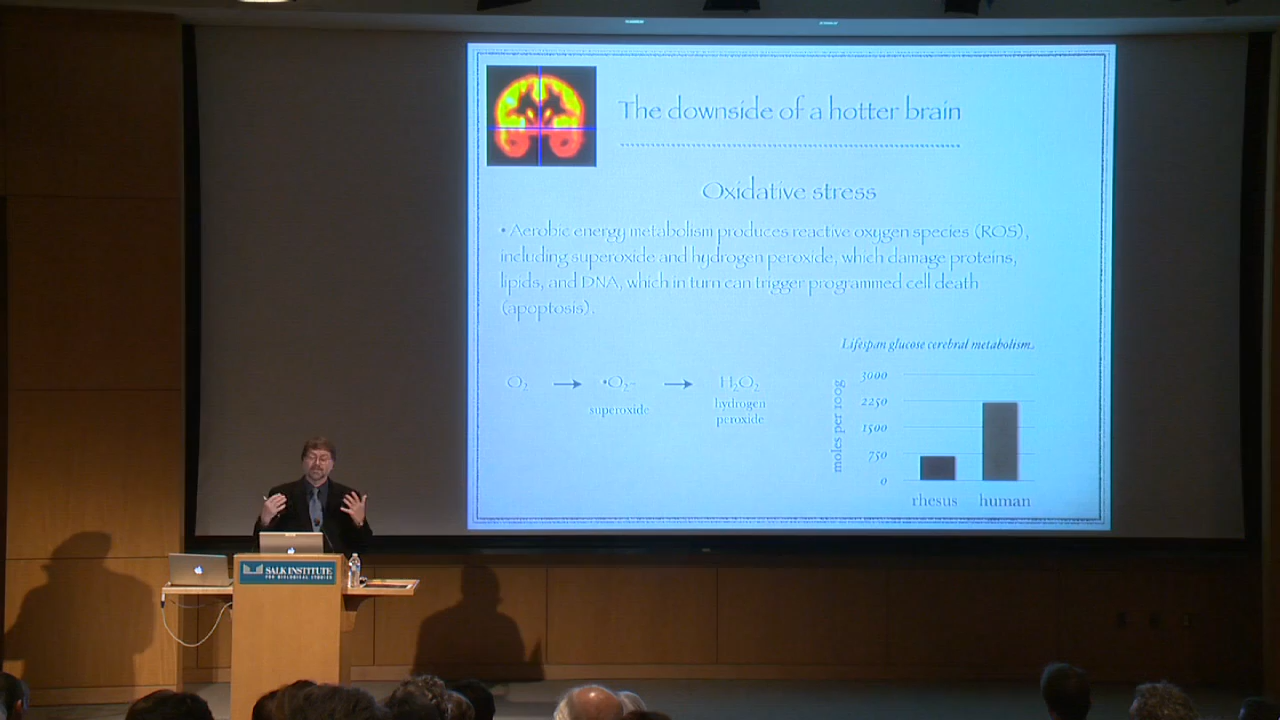 The downside of a hotter brain
Oxidative stress
• Aerobic energy metabolism produces reactive oxygen species (ROS),
including superoxide and hydrogen peroxide, which damage proteins,
lipids, and DNA, which in turn can trigger programmed cell death
(apoptosis).
O₂ → •O₂- → H₂O₂
superoxide
hydrogen
peroxide
Lifespan glucose cerebral metabolism
moles per 100g
3000
2250
1500
750
0
rhesus human
SALK INSTITUTE
FOR BIOLOGICAL STUDIES